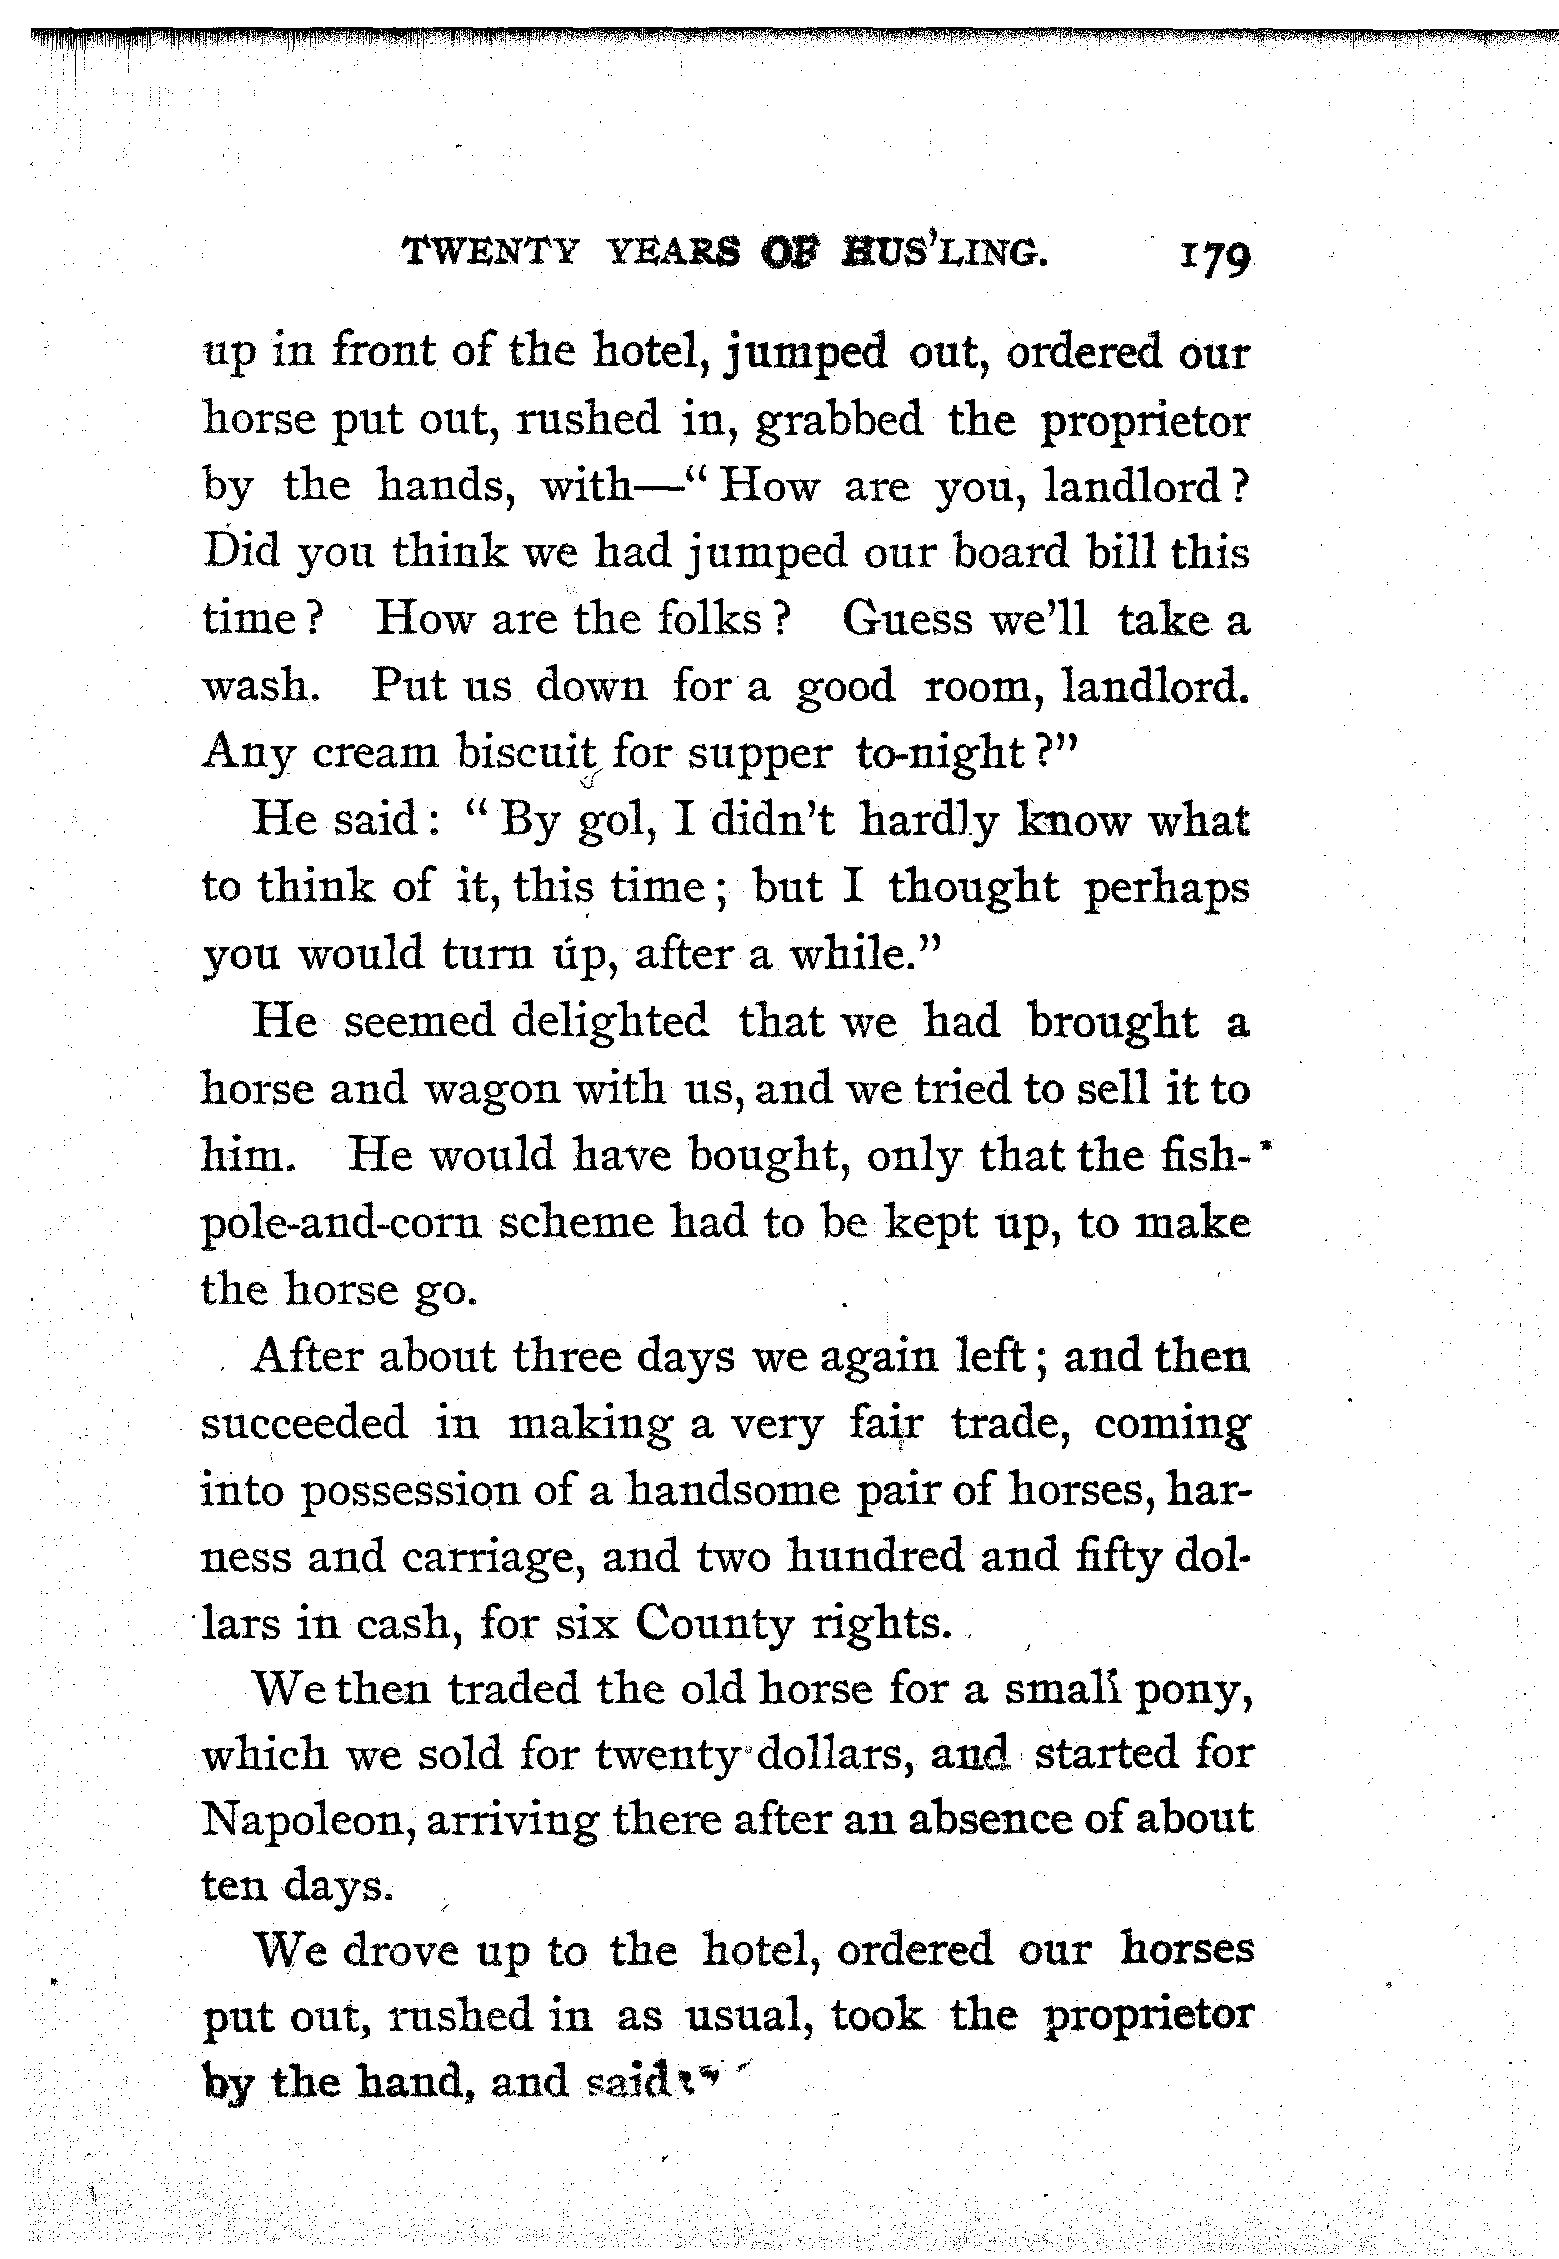 TWENTY YEARS OF HUS'LING. 179
up in front of the hotel, jumped out, ordered our
horse put out, rushed in, grabbed the proprietor
by the hands, with—" How are you, landlord?
Did you think we had jumped our board bill this
time? How are the folks? Guess we'll take a
wash. Put us down for a good room, landlord.
Any cream biscuit for supper to-night?"
He said: " By gol, I didn't hardly know what
to think of it, this time; but I thought perhaps
you would turn up, after a while."
He seemed delighted that we had brought a
horse and wagon with us, and we tried to sell it to
him. He would have bought, only that the fish-
pole-and-corn scheme had to be kept up, to make
the horse go.
After about three days we again left; and then
succeeded in making a very fair trade, coming
into possession of a handsome pair of horses, har-
ness and carriage, and two hundred and fifty dol-
lars in cash, for six County rights.
We then traded the old horse for a small pony,
which we sold for twenty dollars, and started for
Napoleon, arriving there after an absence of about
ten days.
We drove up to the hotel, ordered our horses
put out, rushed in as usual, took the proprietor
by the hand, and said: